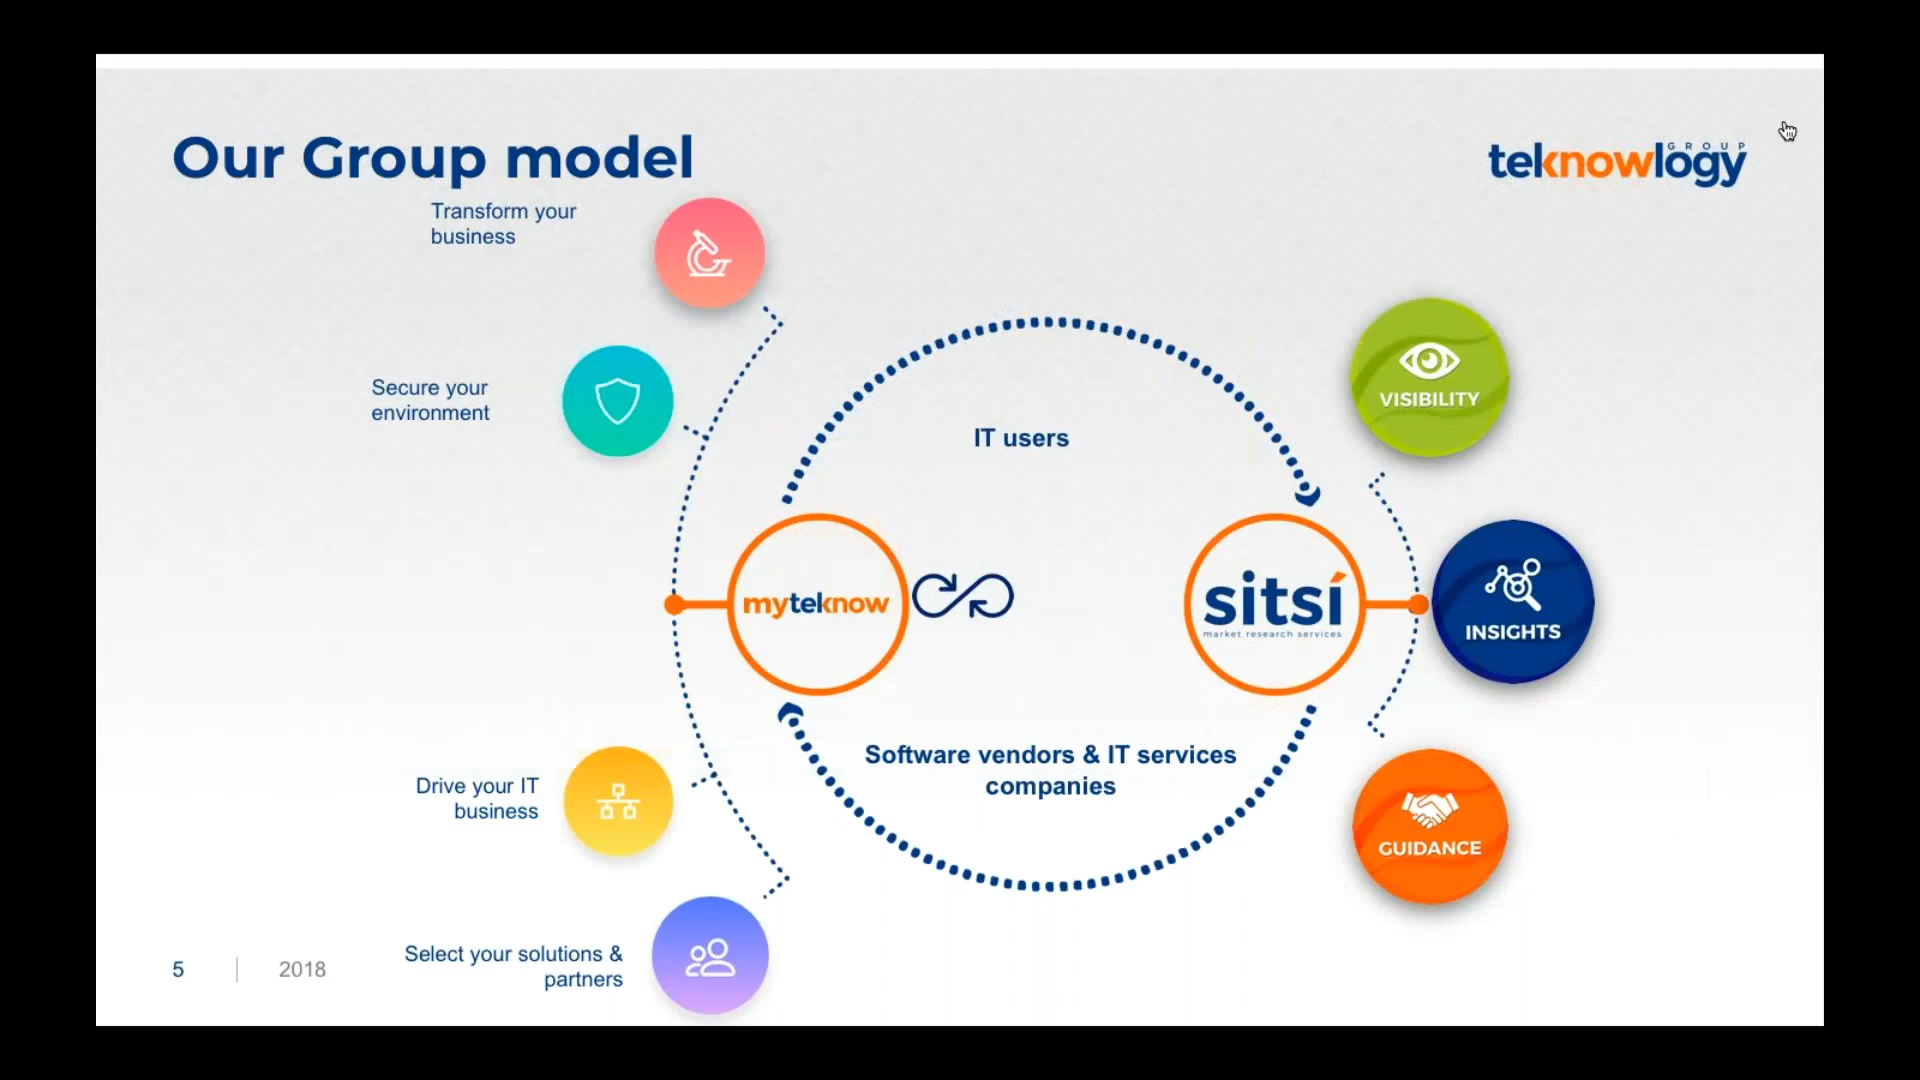 Our Group model
teknowlogy
GROUP
Transform your
business
Secure your
environment
IT users
VISIBILITY
myteknow
sitsí
market research services
INSIGHTS
Software vendors & IT services
companies
Drive your IT
business
GUIDANCE
Select your solutions &
partners
5
2018